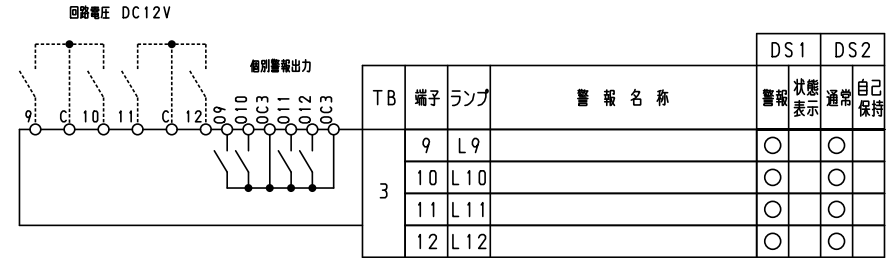 回路電圧 DC12V
個別警報出力
9 C 10 11 C 12 O9 O10 OC3 O11 O12 OC3
DS1 DS2
TB 端子 ランプ 警報名称 警報 状態表示 通常 自己保持
3
9 L9 ○ ○
10 L10 ○ ○
11 L11 ○ ○
12 L12 ○ ○